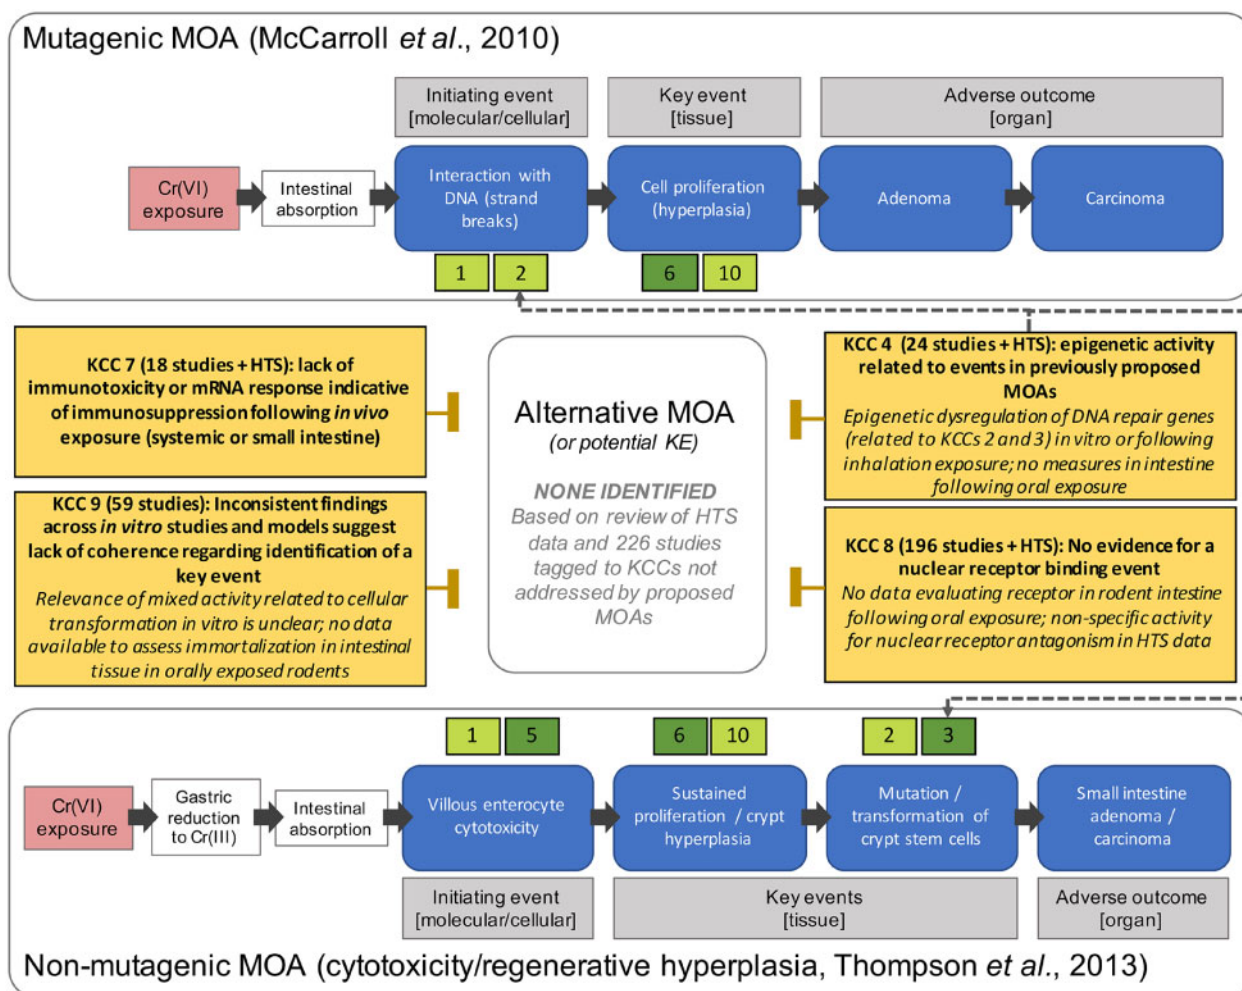 Mutagenic MOA (McCarroll et al., 2010)
Initiating event
[molecular/cellular]
Key event
[tissue]
Adverse outcome
[organ]
Cr(VI)
exposure
Intestinal
absorption
Interaction with
DNA (strand
breaks)
Cell proliferation
(hyperplasia)
Adenoma
Carcinoma
1
2
6
10
KCC 7 (18 studies + HTS): lack of
immunotoxicity or mRNA response indicative
of immunosuppression following in vivo
exposure (systemic or small intestine)
KCC 9 (59 studies): Inconsistent findings
across in vitro studies and models suggest
lack of coherence regarding identification of a
key event
Relevance of mixed activity related to cellular
transformation in vitro is unclear; no data
available to assess immortalization in intestinal
tissue in orally exposed rodents
Alternative MOA
(or potential KE)
NONE IDENTIFIED
Based on review of HTS
data and 226 studies
tagged to KCCs not
addressed by proposed
MOAs
KCC 4 (24 studies + HTS): epigenetic activity
related to events in previously proposed
MOAs
Epigenetic dysregulation of DNA repair genes
(related to KCCs 2 and 3) in vitro or following
inhalation exposure; no measures in intestine
following oral exposure
KCC 8 (196 studies + HTS): No evidence for a
nuclear receptor binding event
No data evaluating receptor in rodent intestine
following oral exposure; non-specific activity
for nuclear receptor antagonism in HTS data
1
5
6
10
2
3
Cr(VI)
exposure
Gastric
reduction
to Cr(III)
Intestinal
absorption
Villous enterocyte
cytotoxicity
Sustained
proliferation / crypt
hyperplasia
Mutation /
transformation of
crypt stem cells
Small intestine
adenoma /
carcinoma
Initiating event
[molecular/cellular]
Key events
[tissue]
Adverse outcome
[organ]
Non-mutagenic MOA (cytotoxicity/regenerative hyperplasia, Thompson et al., 2013)